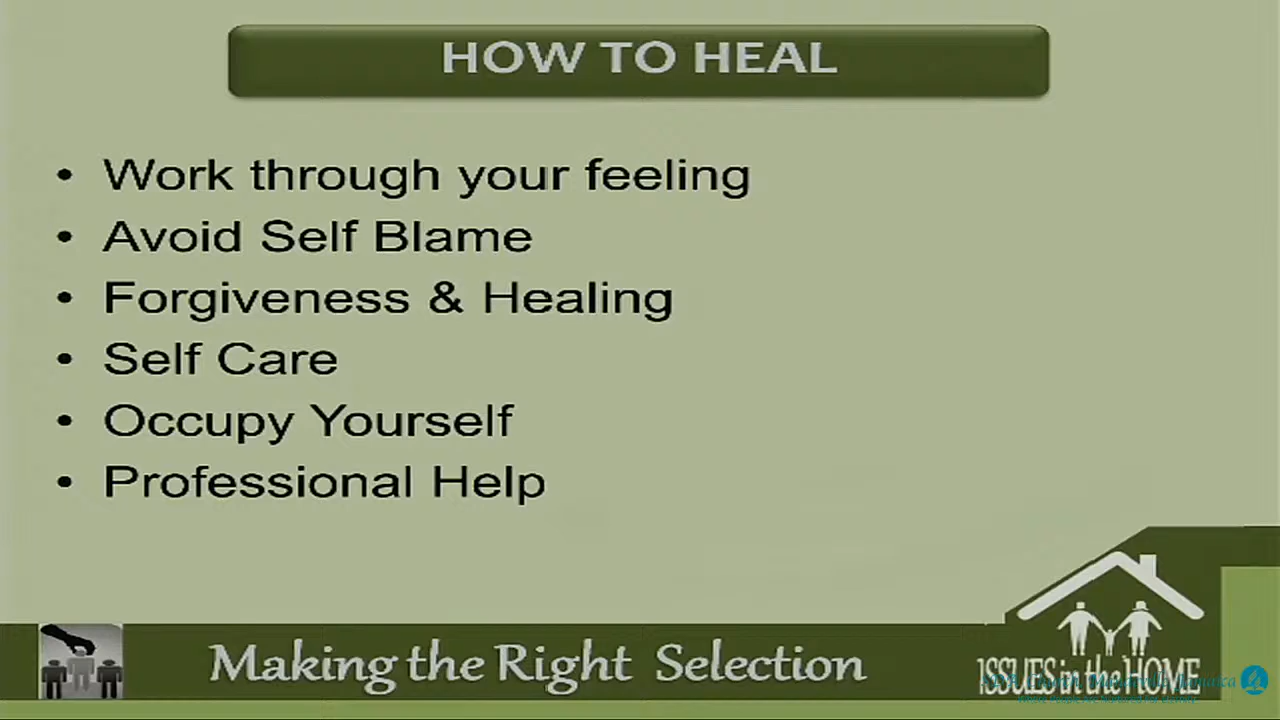 HOW TO HEAL
• Work through your feeling
• Avoid Self Blame
• Forgiveness & Healing
• Self Care
• Occupy Yourself
• Professional Help
Making the Right Selection
ISSUES in the HOME